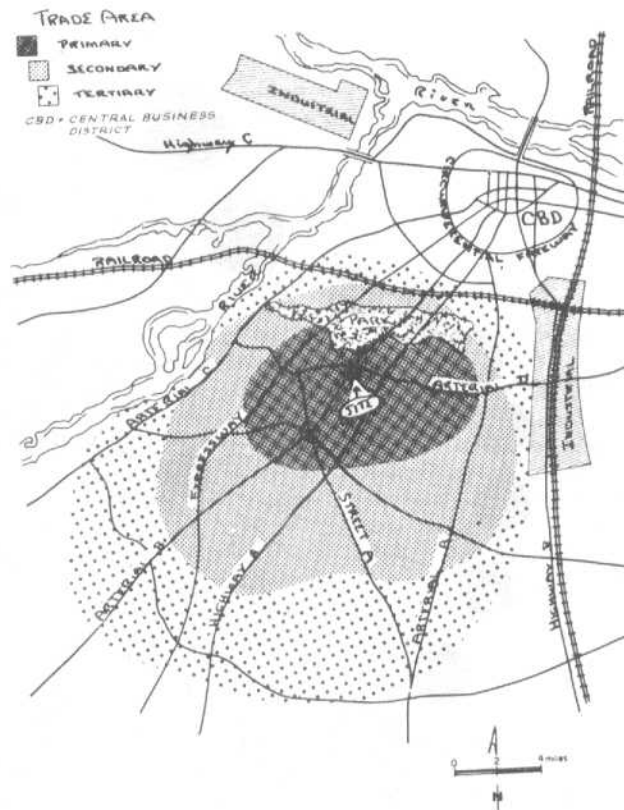 TRADE AREA
PRIMARY
SECONDARY
TERTIARY
CBD = CENTRAL BUSINESS
DISTRICT
INDUSTRIAL
RIVER
RAILROAD
Highway C
CIRCUMFERENTIAL FREEWAY
CBD
RAILROAD
RIVER
PARK
ARTERIAL C
ARTERIAL D
SITE
INDUSTRIAL
EXPRESSWAY
STREET
ARTERIAL B
HIGHWAY A
ARTERIAL A
HIGHWAY
0 2 4 miles
N